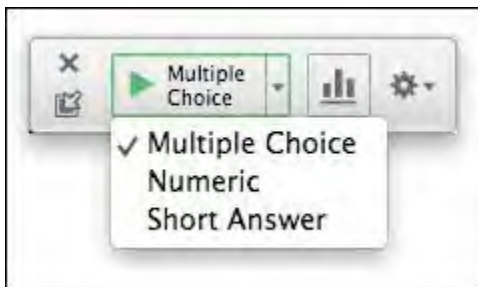 Multiple
Choice
✓ Multiple Choice
Numeric
Short Answer